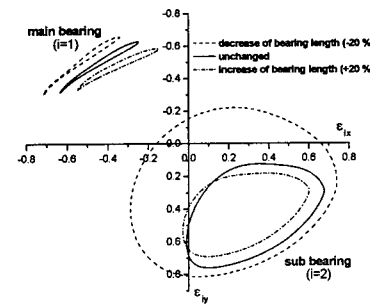 main bearing
(i=1)
-0.8
-0.6
-0.4
-0.2
decrease of bearing length (-20 %
unchanged
increase of bearing length (+20 %
ε_ix
-0.8 -0.6 -0.4 -0.2 0.0 0.2 0.4 0.6 0.8
0.2
0.4
0.6
0.8
sub bearing
(i=2)
ε_iy